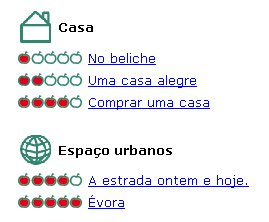 Casa
No beliche
Uma casa alegre
Comprar uma casa
Espaço urbanos
A estrada ontem e hoje.
Évora